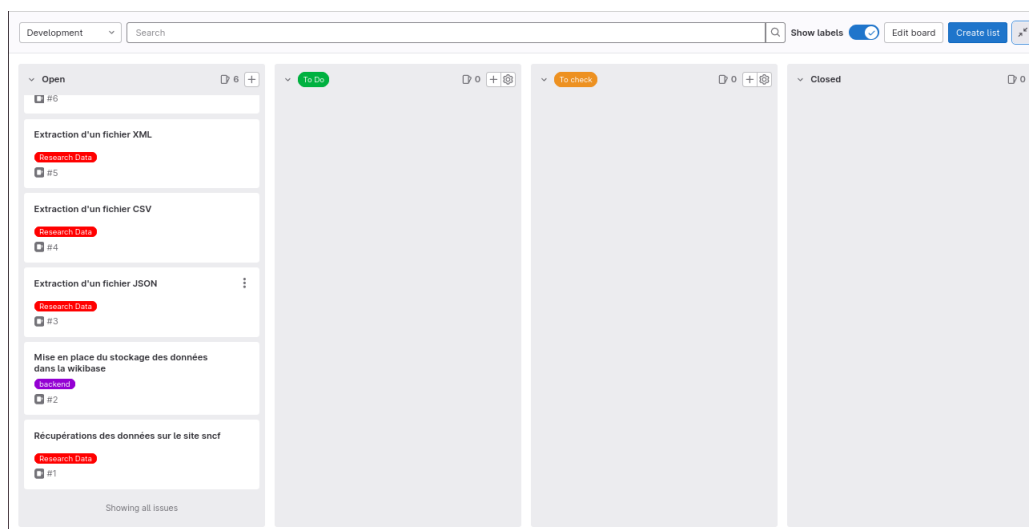 Development
Search
Show labels
Edit board
Create list
Open
6
#6
Extraction d'un fichier XML
Research Data
#5
Extraction d'un fichier CSV
Research Data
#4
Extraction d'un fichier JSON
Research Data
#3
Mise en place du stockage des données
dans la wikibase
backend
#2
Récupérations des données sur le site sncf
Research Data
#1
Showing all issues
To Do
0
To check
0
Closed
0